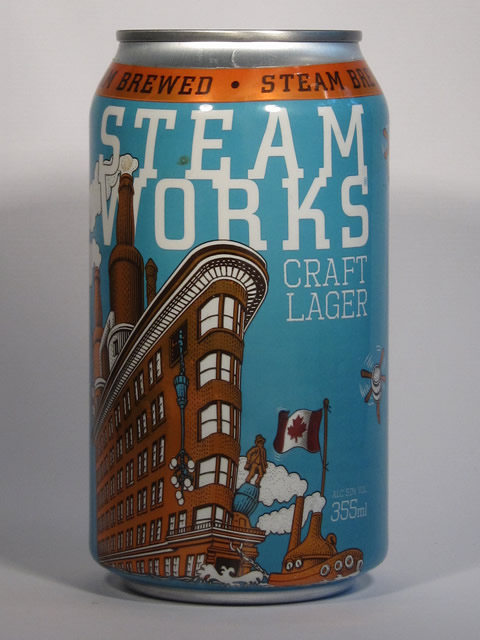 BREWED • STEAM
STEAM
WORKS
CRAFT
LAGER
355ml